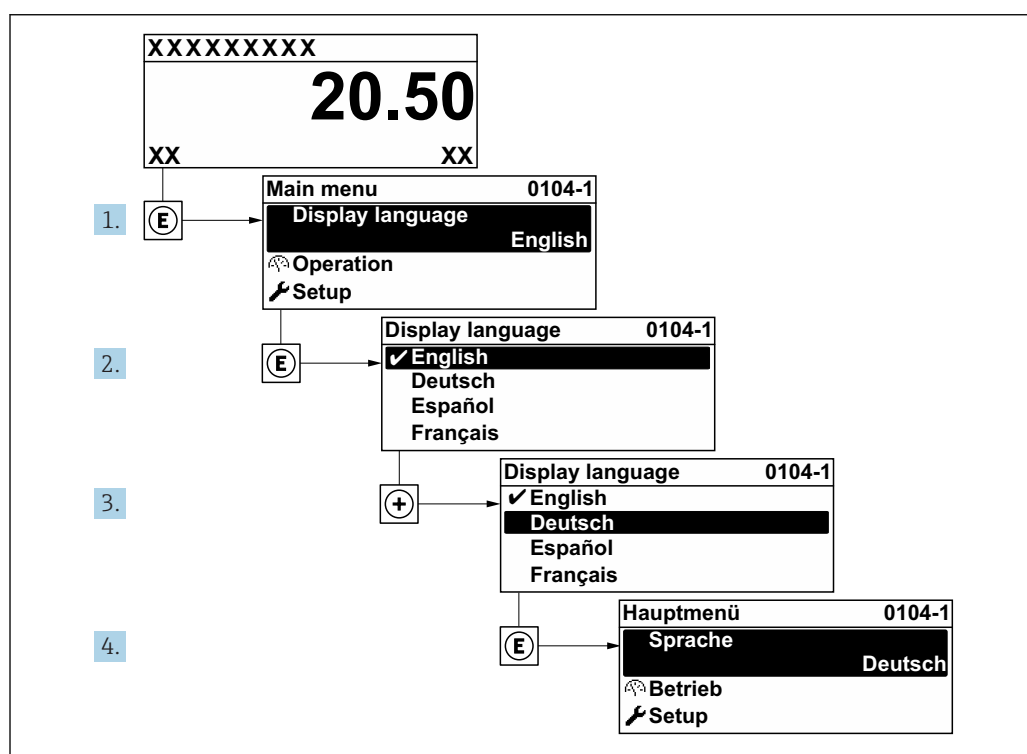 XXXXXXXXX
20.50
XX XX
1.
E
Main menu 0104-1
Display language
English
Operation
Setup
2.
E
Display language 0104-1
✔ English
Deutsch
Español
Français
3.
+
Display language 0104-1
✔ English
Deutsch
Español
Français
4.
E
Hauptmenü 0104-1
Sprache
Deutsch
Betrieb
Setup